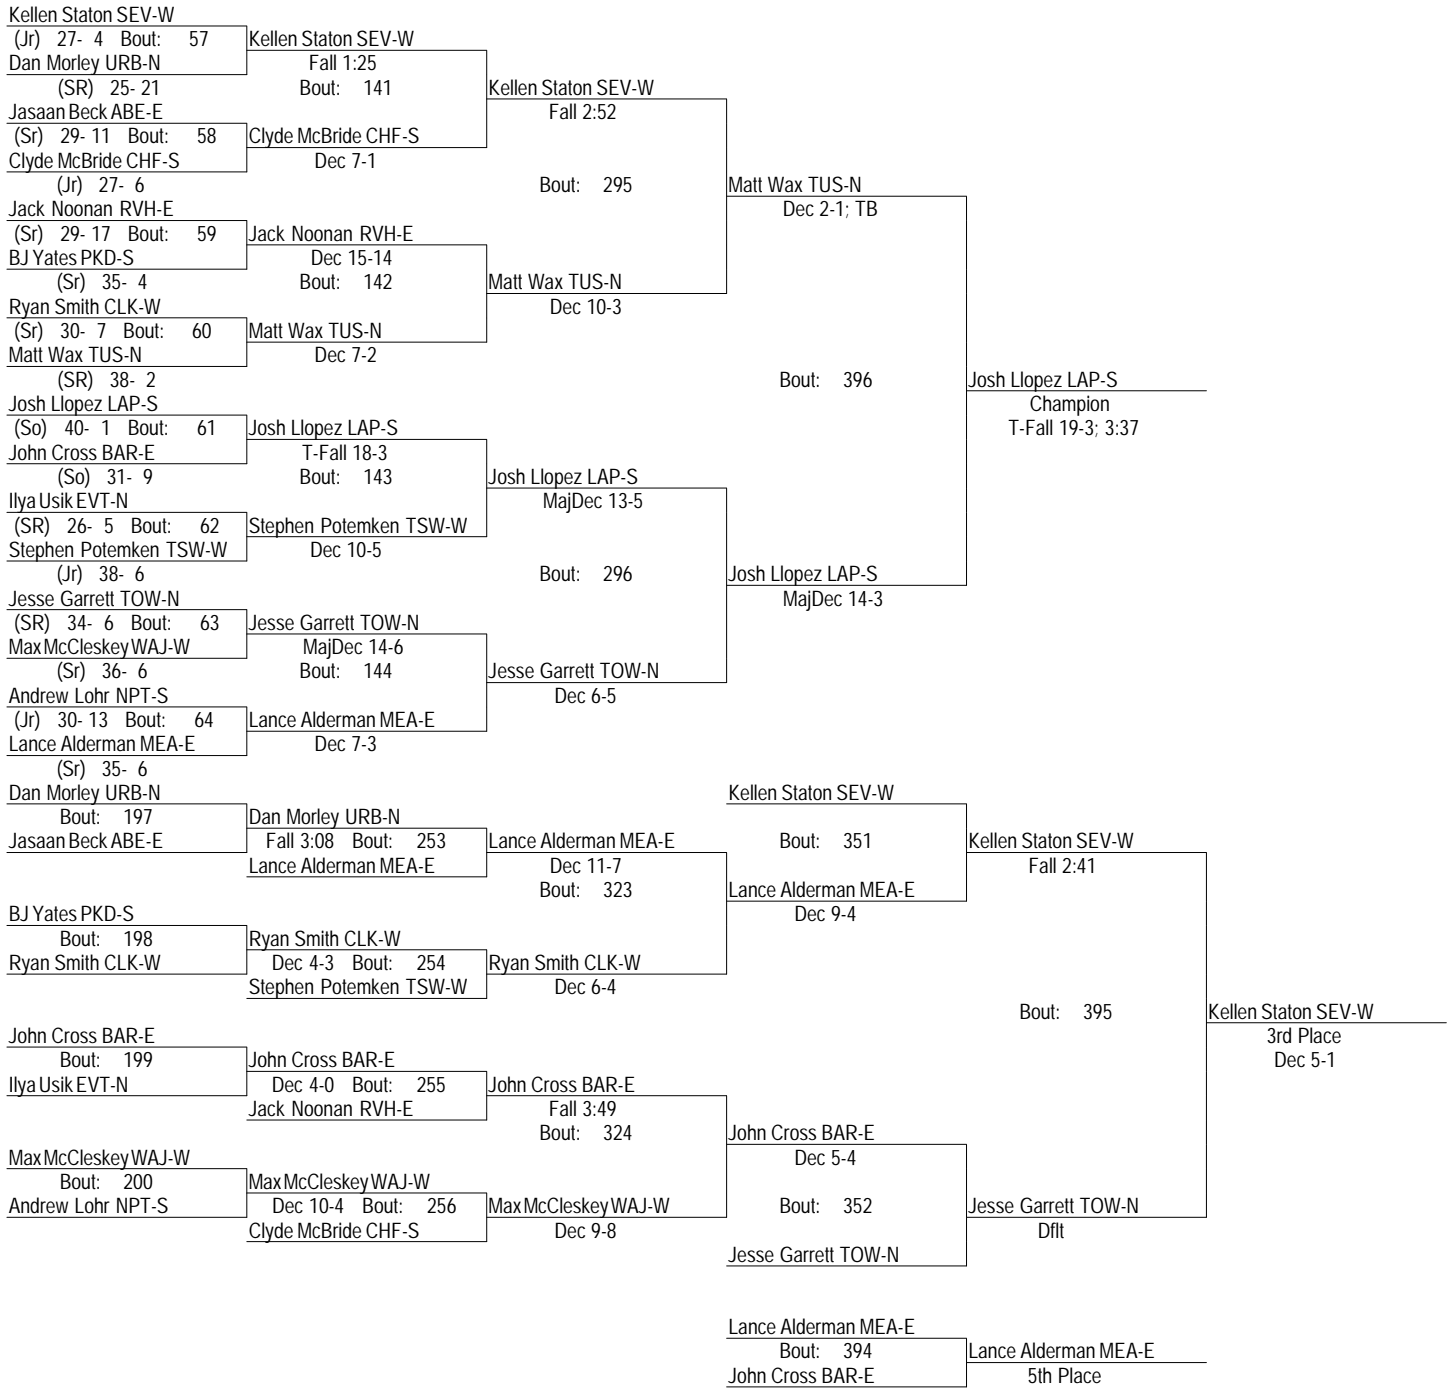 Kellen Staton SEV-W
(Jr) 27- 4 Bout: 57 Kellen Staton SEV-W
Dan Morley URB-N Fall 1:25
(SR) 25- 21 Bout: 141 Kellen Staton SEV-W
Jasaan Beck ABE-E Fall 2:52
(Sr) 29- 11 Bout: 58 Clyde McBride CHF-S
Clyde McBride CHF-S Dec 7-1
(Jr) 27- 6 Bout: 295 Matt Wax TUS-N
Jack Noonan RVH-E Dec 2-1; TB
(Sr) 29- 17 Bout: 59 Jack Noonan RVH-E
BJ Yates PKD-S Dec 15-14
(Sr) 35- 4 Bout: 142 Matt Wax TUS-N
Ryan Smith CLK-W Dec 10-3
(Sr) 30- 7 Bout: 60 Matt Wax TUS-N
Matt Wax TUS-N Dec 7-2
(SR) 38- 2 Bout: 396 Josh Llopez LAP-S
Josh Llopez LAP-S Champion
(So) 40- 1 Bout: 61 Josh Llopez LAP-S T-Fall 19-3; 3:37
John Cross BAR-E T-Fall 18-3
(So) 31- 9 Bout: 143 Josh Llopez LAP-S
Ilya Usik EVT-N MajDec 13-5
(SR) 26- 5 Bout: 62 Stephen Potemken TSW-W
Stephen Potemken TSW-W Dec 10-5
(Jr) 38- 6 Bout: 296 Josh Llopez LAP-S
Jesse Garrett TOW-N MajDec 14-3
(SR) 34- 6 Bout: 63 Jesse Garrett TOW-N
Max McCleskey WAJ-W MajDec 14-6
(Sr) 36- 6 Bout: 144 Jesse Garrett TOW-N
Andrew Lohr NPT-S Dec 6-5
(Jr) 30- 13 Bout: 64 Lance Alderman MEA-E
Lance Alderman MEA-E Dec 7-3
(Sr) 35- 6
Dan Morley URB-N Kellen Staton SEV-W
Bout: 197 Dan Morley URB-N
Jasaan Beck ABE-E Fall 3:08 Bout: 253 Lance Alderman MEA-E Bout: 351 Kellen Staton SEV-W
Lance Alderman MEA-E Dec 11-7 Fall 2:41
Bout: 323 Lance Alderman MEA-E
BJ Yates PKD-S Dec 9-4
Bout: 198 Ryan Smith CLK-W
Ryan Smith CLK-W Dec 4-3 Bout: 254 Ryan Smith CLK-W
Stephen Potemken TSW-W Dec 6-4
Bout: 395 Kellen Staton SEV-W
John Cross BAR-E 3rd Place
Bout: 199 John Cross BAR-E Dec 5-1
Ilya Usik EVT-N Dec 4-0 Bout: 255 John Cross BAR-E
Jack Noonan RVH-E Fall 3:49
Bout: 324 John Cross BAR-E
Max McCleskey WAJ-W Dec 5-4
Bout: 200 Max McCleskey WAJ-W
Andrew Lohr NPT-S Dec 10-4 Bout: 256 Max McCleskey WAJ-W Bout: 352 Jesse Garrett TOW-N
Clyde McBride CHF-S Dec 9-8 Dflt
Jesse Garrett TOW-N
Lance Alderman MEA-E
Bout: 394 Lance Alderman MEA-E
John Cross BAR-E 5th Place